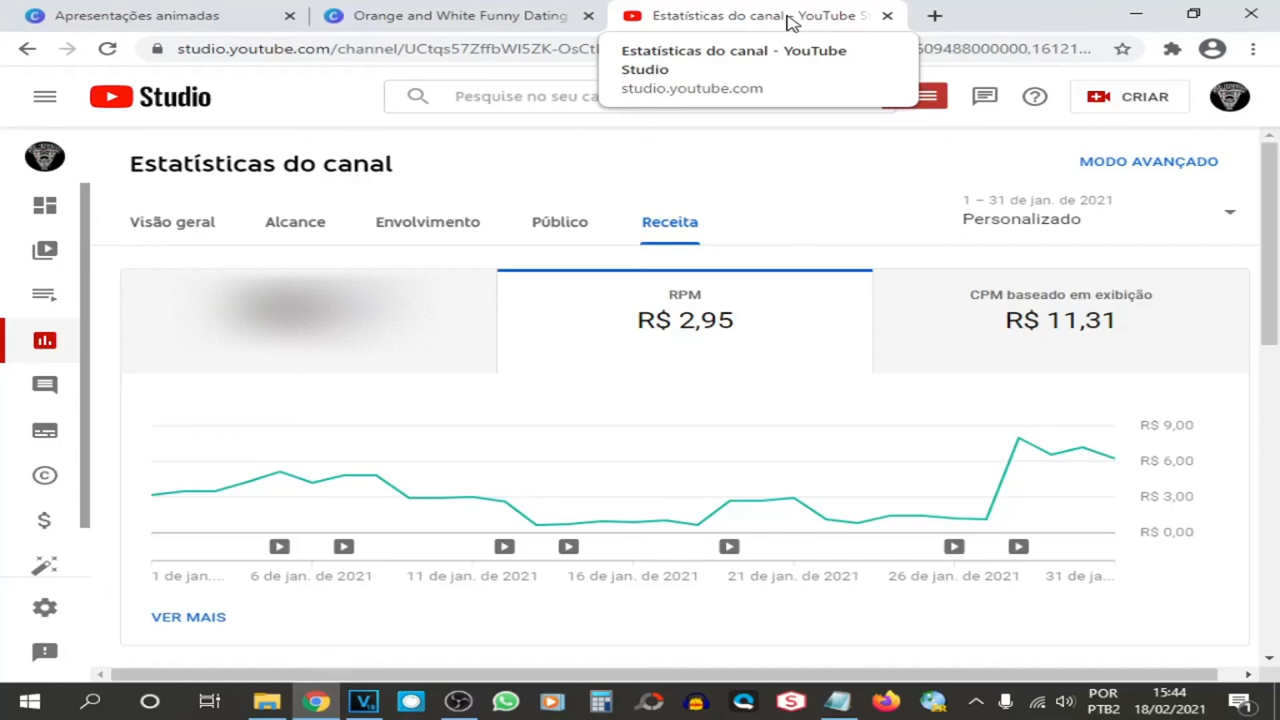 Apresentações animadas
Orange and White Funny Dating
Estatísticas do canal - YouTube S
studio.youtube.com/channel/UCtqs57ZffbWI5ZK-OsCtl
609488000000,16121...
Estatísticas do canal - YouTube
Studio
studio.youtube.com
Studio
Pesquise no seu ca
CRIAR
Estatísticas do canal
MODO AVANÇADO
Visão geral
Alcance
Envolvimento
Público
Receita
1 – 31 de jan. de 2021
Personalizado
RPM
R$ 2,95
CPM baseado em exibição
R$ 11,31
R$ 9,00
R$ 6,00
R$ 3,00
R$ 0,00
1 de jan....
6 de jan. de 2021
11 de jan. de 2021
16 de jan. de 2021
21 de jan. de 2021
26 de jan. de 2021
31 de ja...
VER MAIS
POR
PTB2
15:44
18/02/2021
1